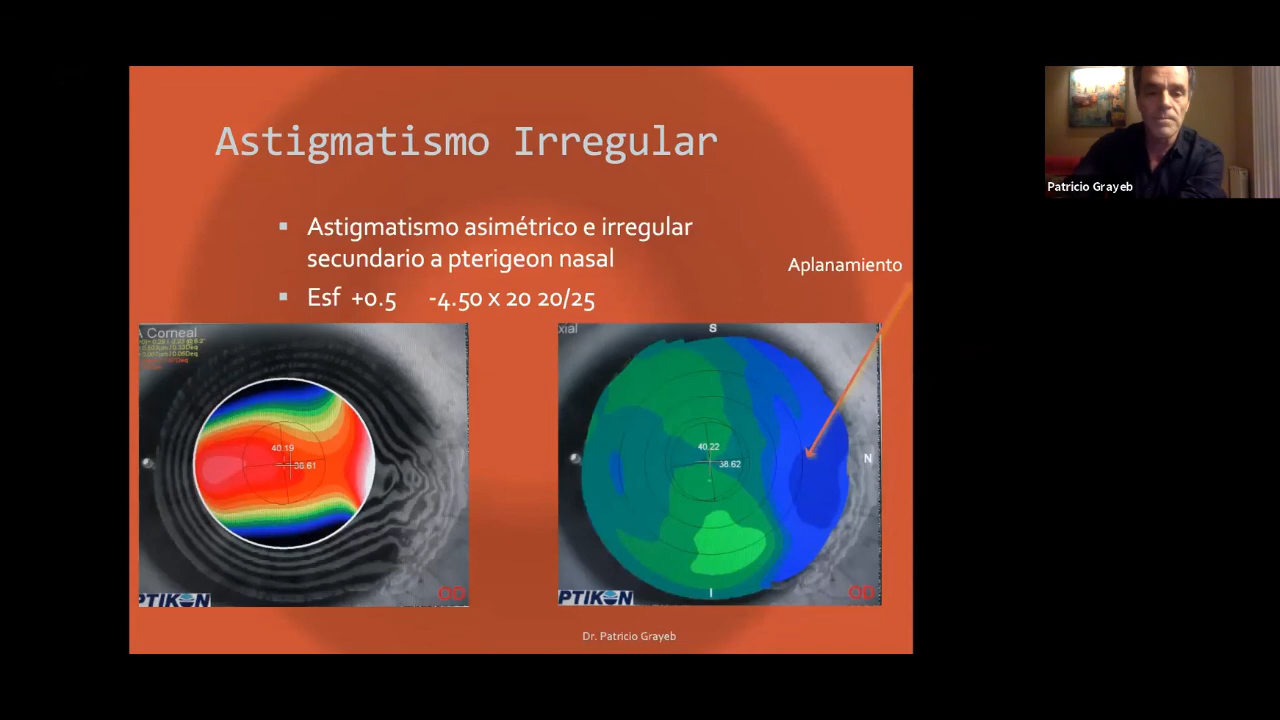 Astigmatismo Irregular
▪ Astigmatismo asimétrico e irregular
secundario a pterigeon nasal
▪ Esf +0.5 -4.50 x 20 20/25
Aplanamiento
Patricio Grayeb
A Corneal
40.19
38.61
PTIKON
OD
xial
S
40.22
38.62
N
I
PTIKON
OD
Dr. Patricio Grayeb